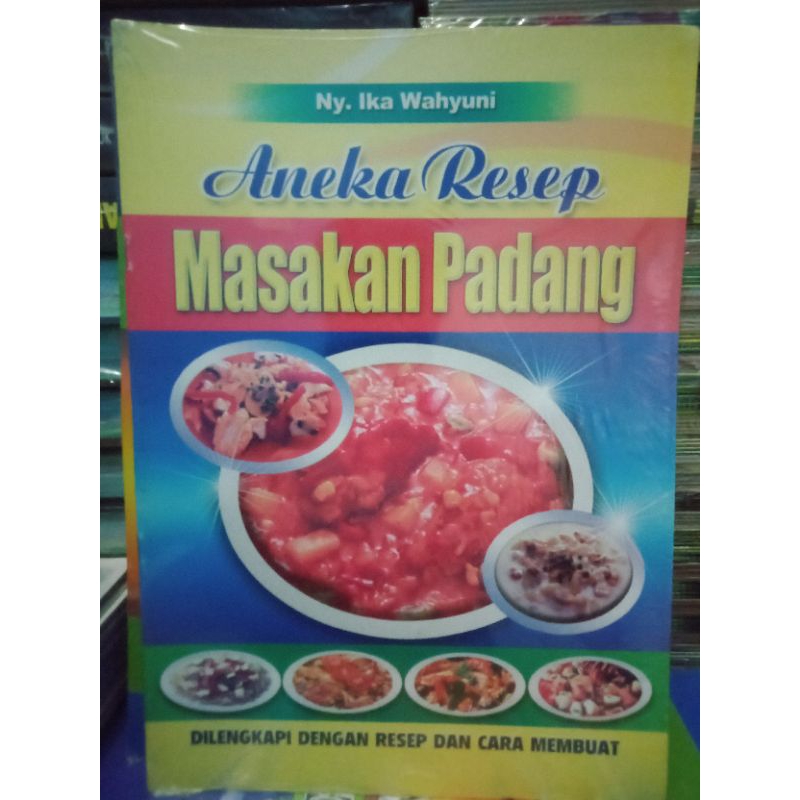 Ny. Ika Wahyuni
Aneka Resep
Masakan Padang
DILENGKAPI DENGAN RESEP DAN CARA MEMBUAT